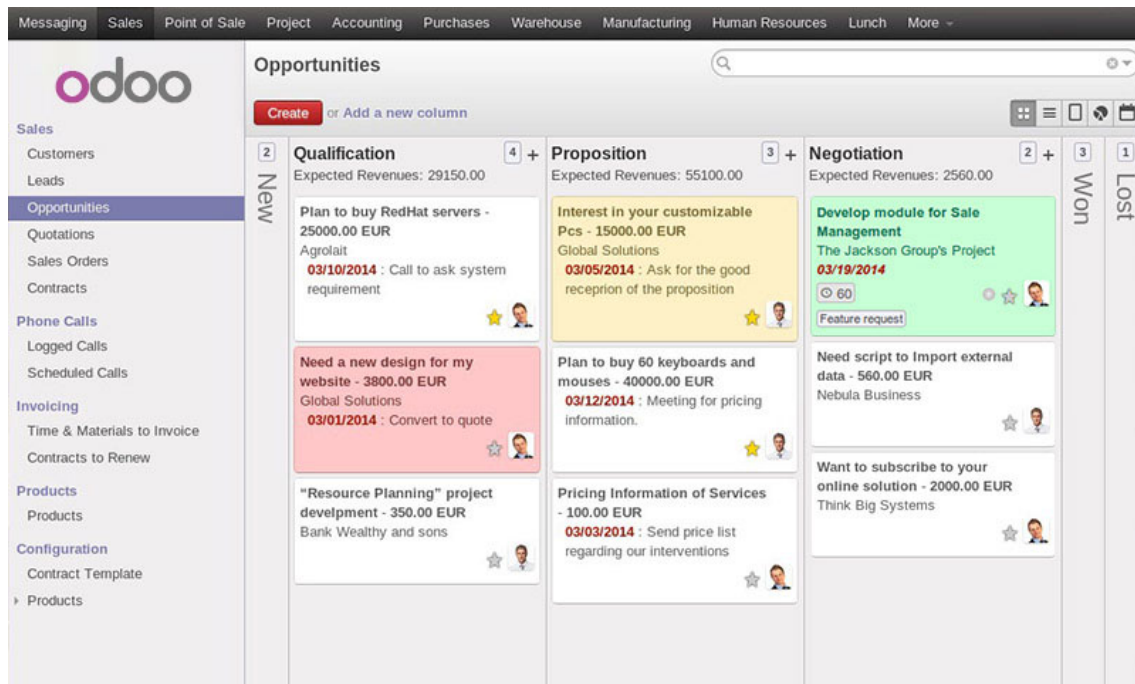 Messaging Sales Point of Sale Project Accounting Purchases Warehouse Manufacturing Human Resources Lunch More
odoo
Sales
Customers
Leads
Opportunities
Quotations
Sales Orders
Contracts
Phone Calls
Logged Calls
Scheduled Calls
Invoicing
Time & Materials to Invoice
Contracts to Renew
Products
Products
Configuration
Contract Template
Products
Opportunities
Create or Add a new column
2
New
Qualification 4 +
Expected Revenues: 29150.00
Plan to buy RedHat servers -
25000.00 EUR
Agrolait
03/10/2014 : Call to ask system
requirement
Need a new design for my
website - 3800.00 EUR
Global Solutions
03/01/2014 : Convert to quote
“Resource Planning” project
develpment - 350.00 EUR
Bank Wealthy and sons
Proposition 3 +
Expected Revenues: 55100.00
Interest in your customizable
Pcs - 15000.00 EUR
Global Solutions
03/05/2014 : Ask for the good
receprion of the proposition
Plan to buy 60 keyboards and
mouses - 40000.00 EUR
03/12/2014 : Meeting for pricing
information.
Pricing Information of Services
- 100.00 EUR
03/03/2014 : Send price list
regarding our interventions
Negotiation 2 +
Expected Revenues: 2560.00
Develop module for Sale
Management
The Jackson Group's Project
03/19/2014
60
Feature request
Need script to Import external
data - 560.00 EUR
Nebula Business
Want to subscribe to your
online solution - 2000.00 EUR
Think Big Systems
3
Won
1
Lost